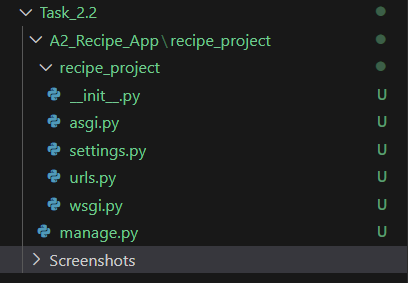 Task_2.2
A2_Recipe_App\recipe_project
recipe_project
__init__.py U
asgi.py U
settings.py U
urls.py U
wsgi.py U
manage.py U
Screenshots